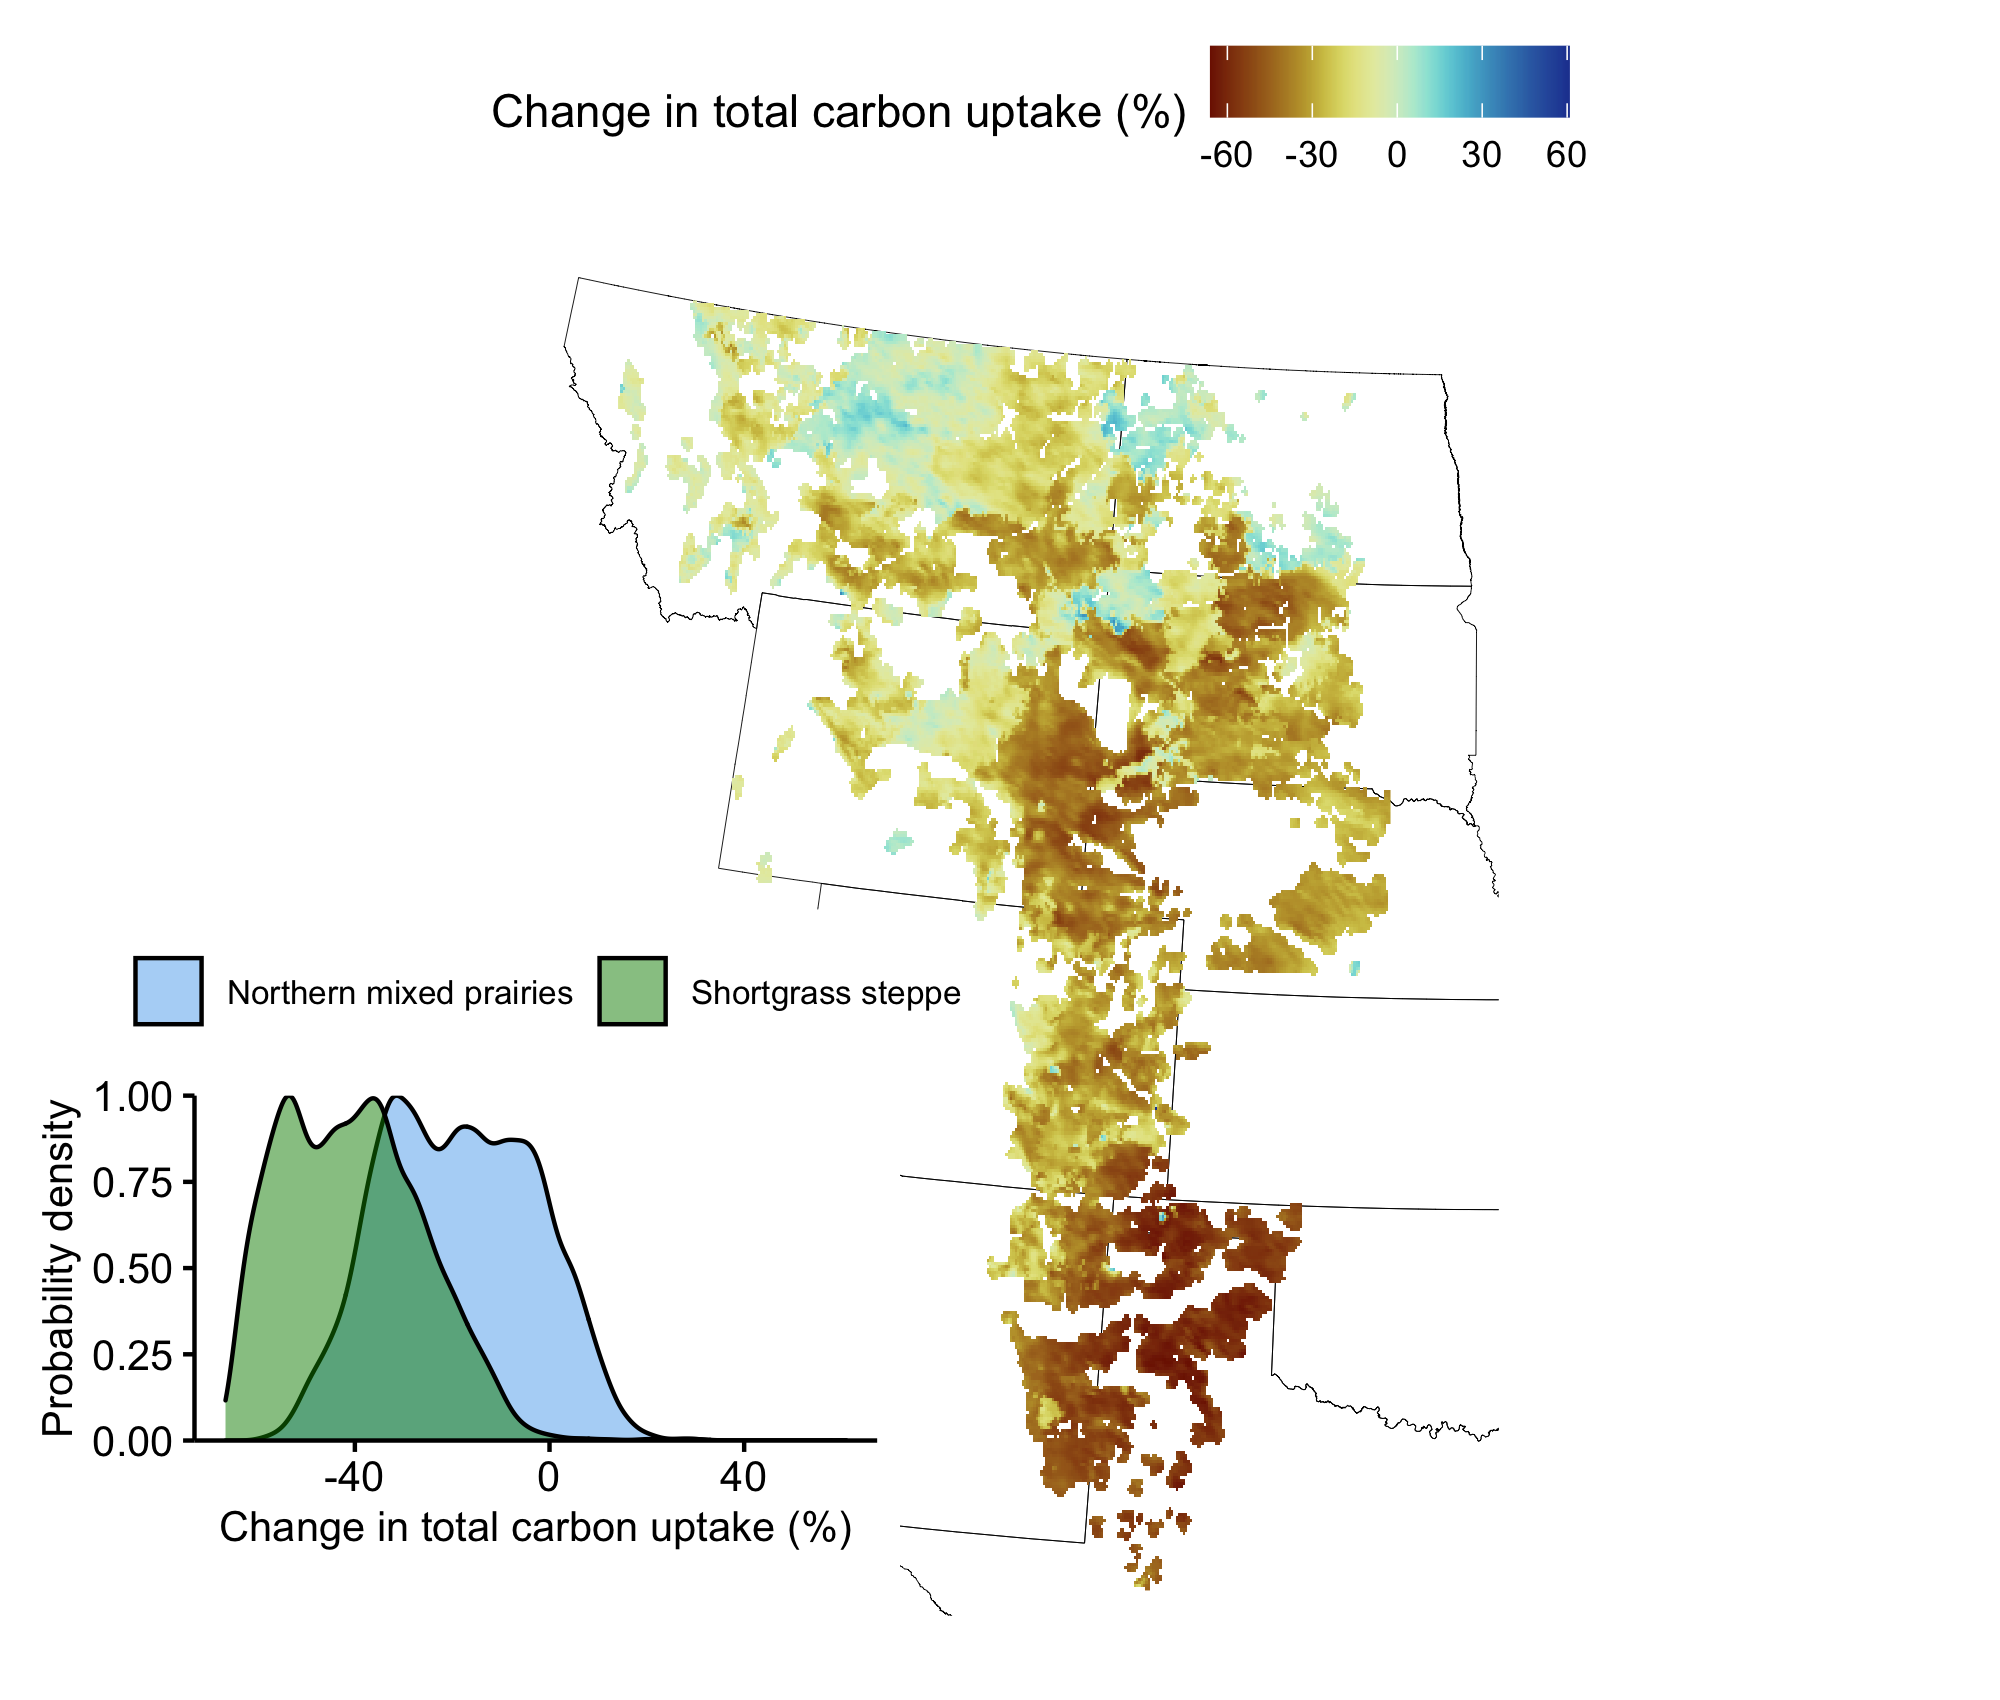 Change in total carbon uptake (%)
-60 -30 0 30 60
Northern mixed prairies Shortgrass steppe
1.00
0.75
0.50
0.25
0.00
Probability density
-40 0 40
Change in total carbon uptake (%)